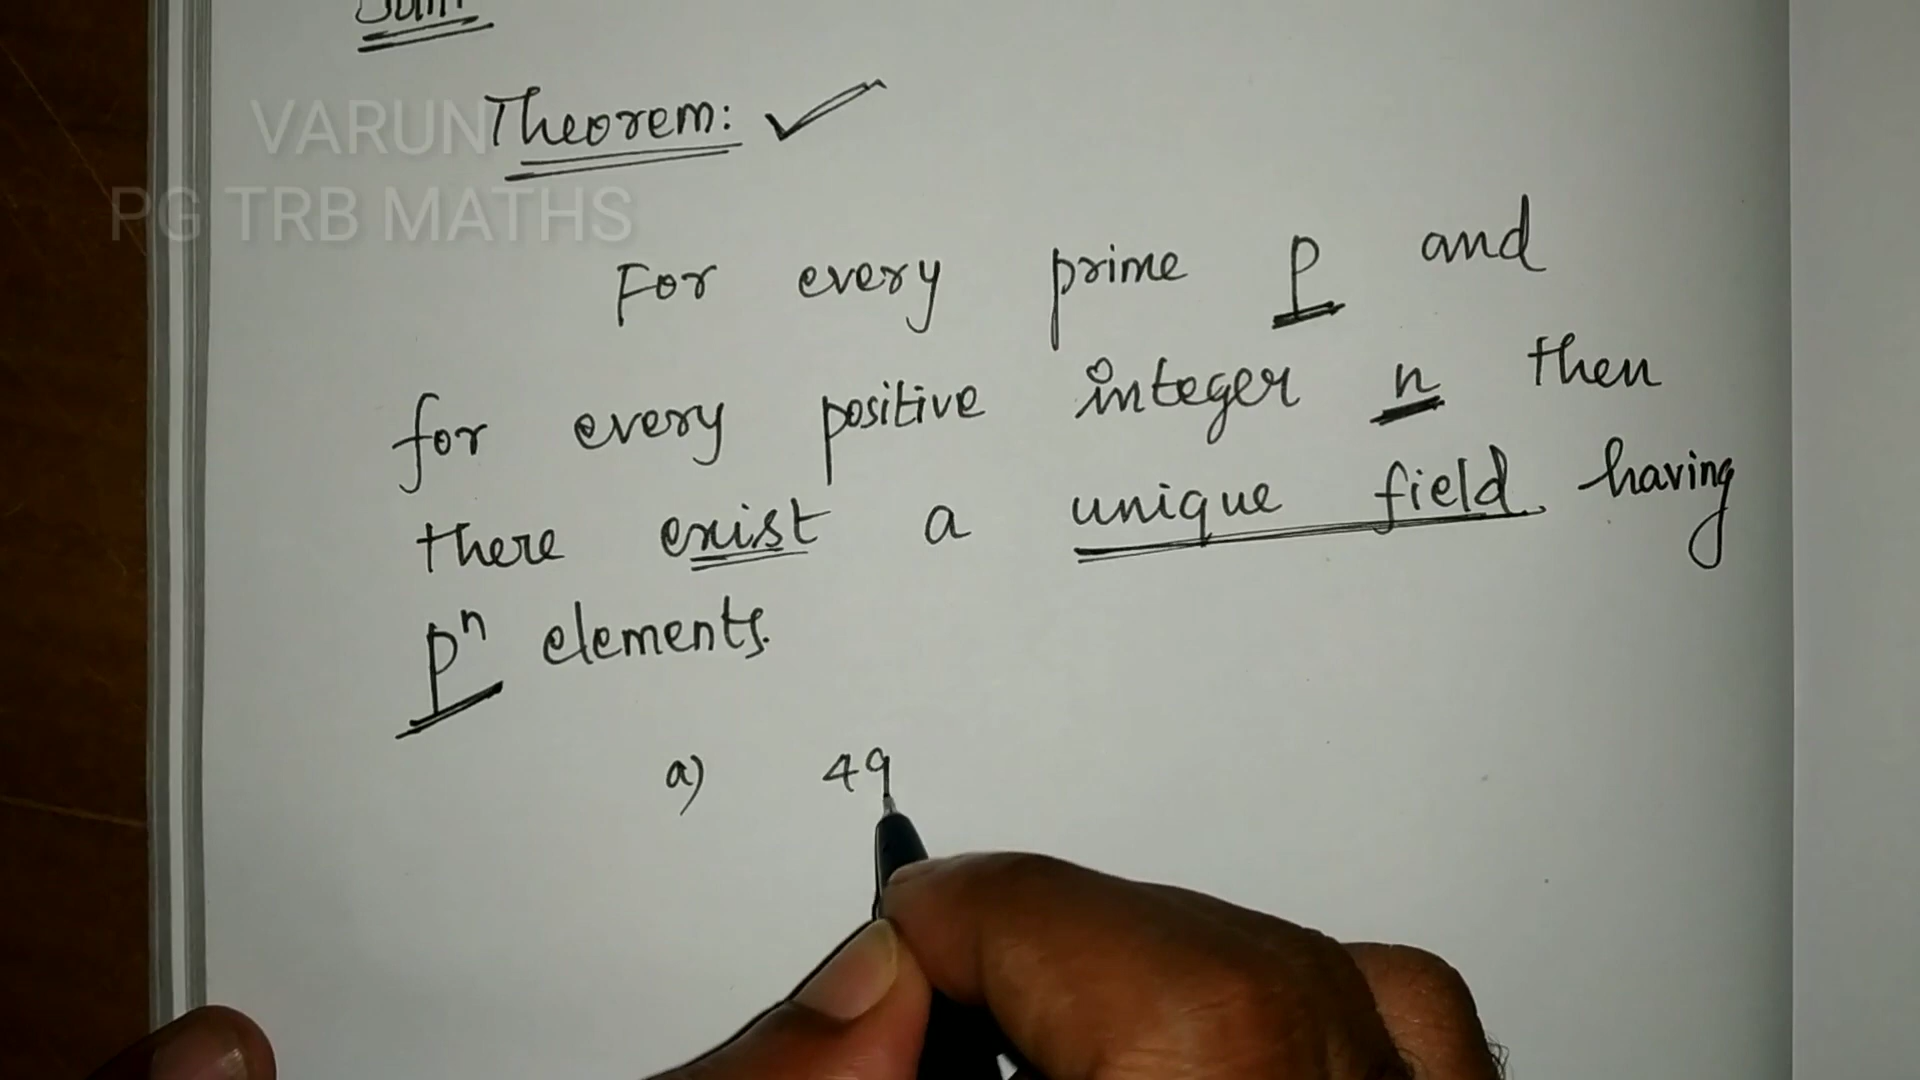 Theorem: ✓
VARUN
PG TRB MATHS
For every prime p and
for every positive integer n then
there exist a unique field having
pⁿ elements.
a) 49